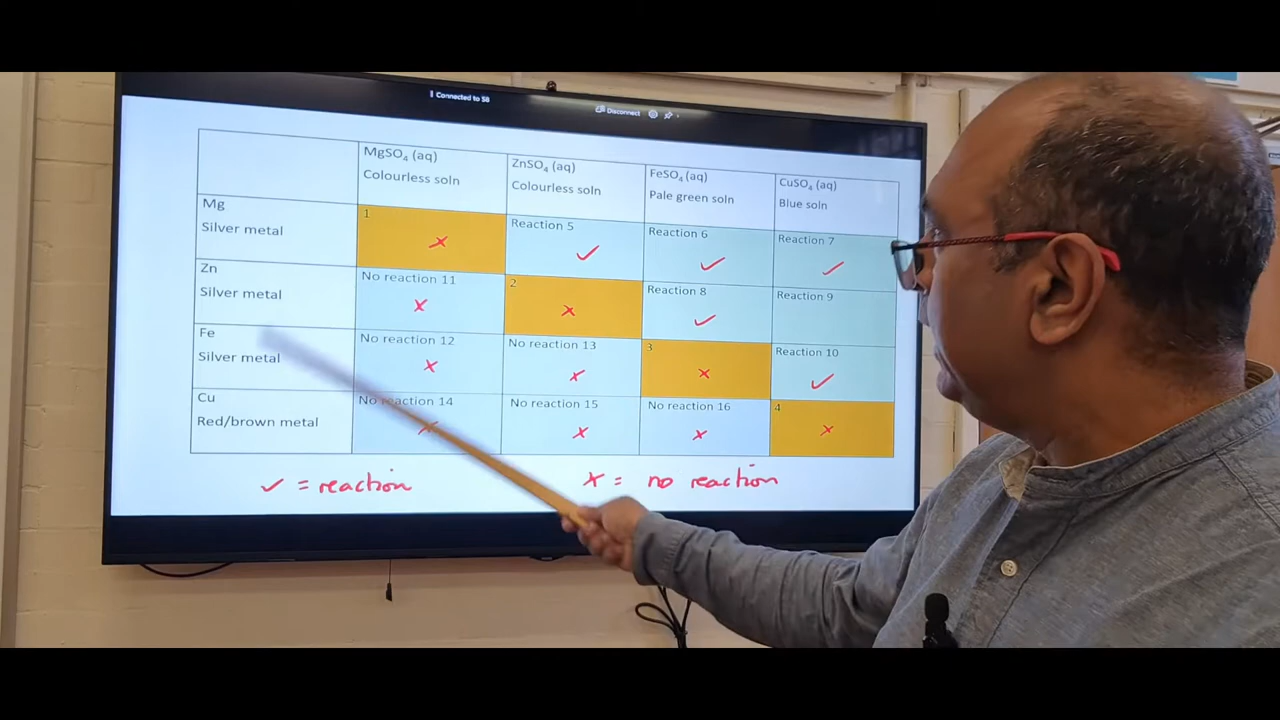 Connected to S8
Disconnect
MgSO₄ (aq)
Colourless soln
ZnSO₄ (aq)
Colourless soln
FeSO₄ (aq)
Pale green soln
CuSO₄ (aq)
Blue soln
Mg
Silver metal
1
✗
Reaction 5
✓
Reaction 6
✓
Reaction 7
✓
Zn
Silver metal
No reaction 11
✗
2
✗
Reaction 8
✓
Reaction 9
Fe
Silver metal
No reaction 12
✗
No reaction 13
✗
3
✗
Reaction 10
✓
Cu
Red/brown metal
No reaction 14
✗
No reaction 15
✗
No reaction 16
✗
4
✗
✓ = reaction
✗ = no reaction